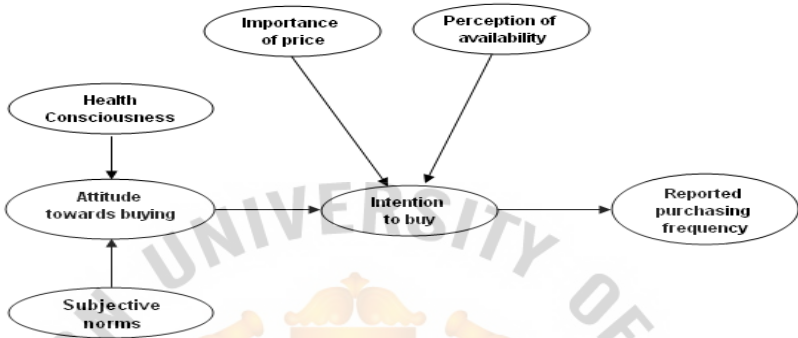 Importance
of price
Perception of
availability
Health
Consciousness
Attitude
towards buying
Intention
to buy
Reported
purchasing
frequency
Subjective
norms
UNIVERSITY OF